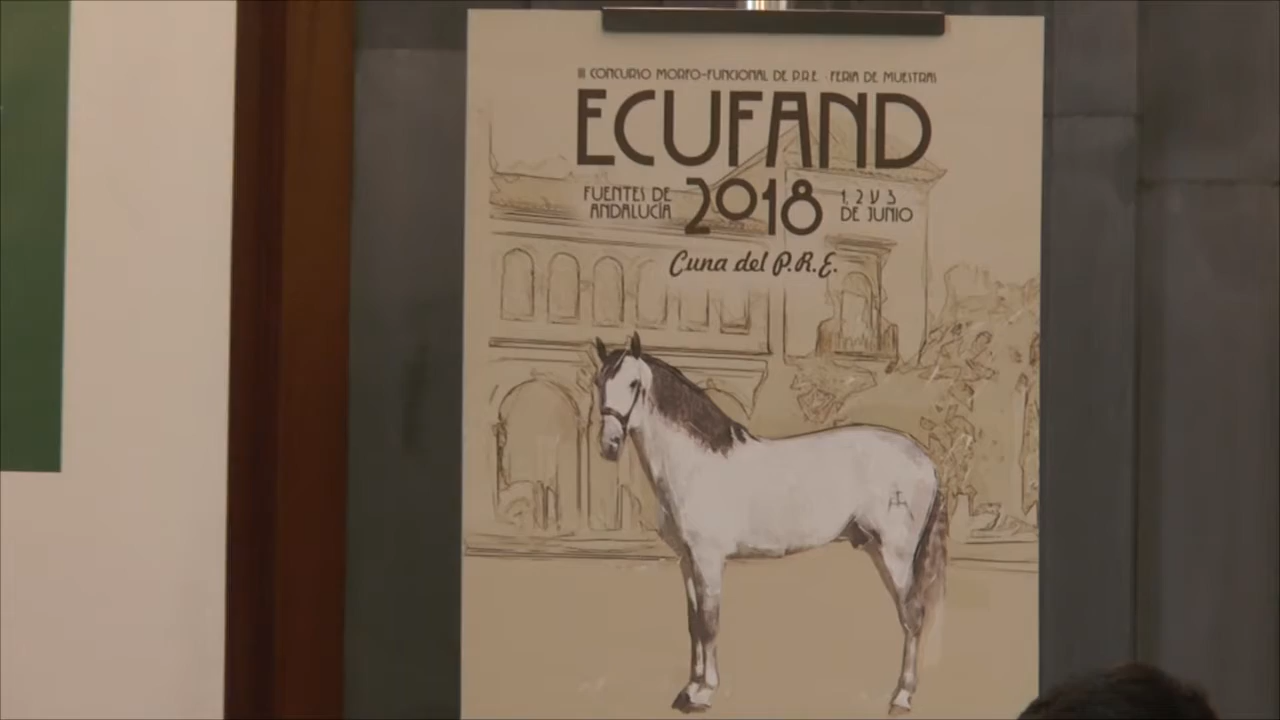 III CONCURSO MORFO-FUNCIONAL DE P.R.E. · FERIA DE MUESTRAS
ECUFAND
FUENTES DE ANDALUCÍA
2018
1, 2 y 3 DE JUNIO
Cuna del P.R.E.